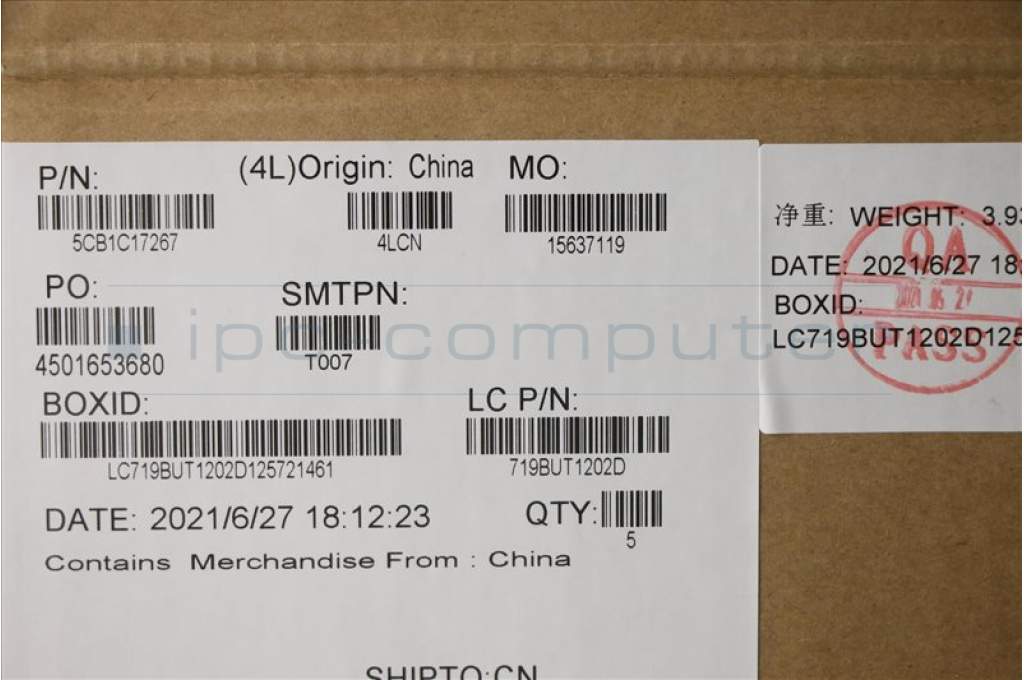 P/N:
(4L)Origin: China
MO:
5CB1C17267
4LCN
15637119
PO:
SMTPN:
4501653680
T007
BOXID:
LC P/N:
LC719BUT1202D125721461
719BUT1202D
DATE: 2021/6/27 18:12:23
QTY:
5
Contains Merchandise From : China
SHIPTO:CN
净重: WEIGHT: 3.9
DATE: 2021/6/27 18:
BOXID:
LC719BUT1202D125
QA
PASS
ipc-compute